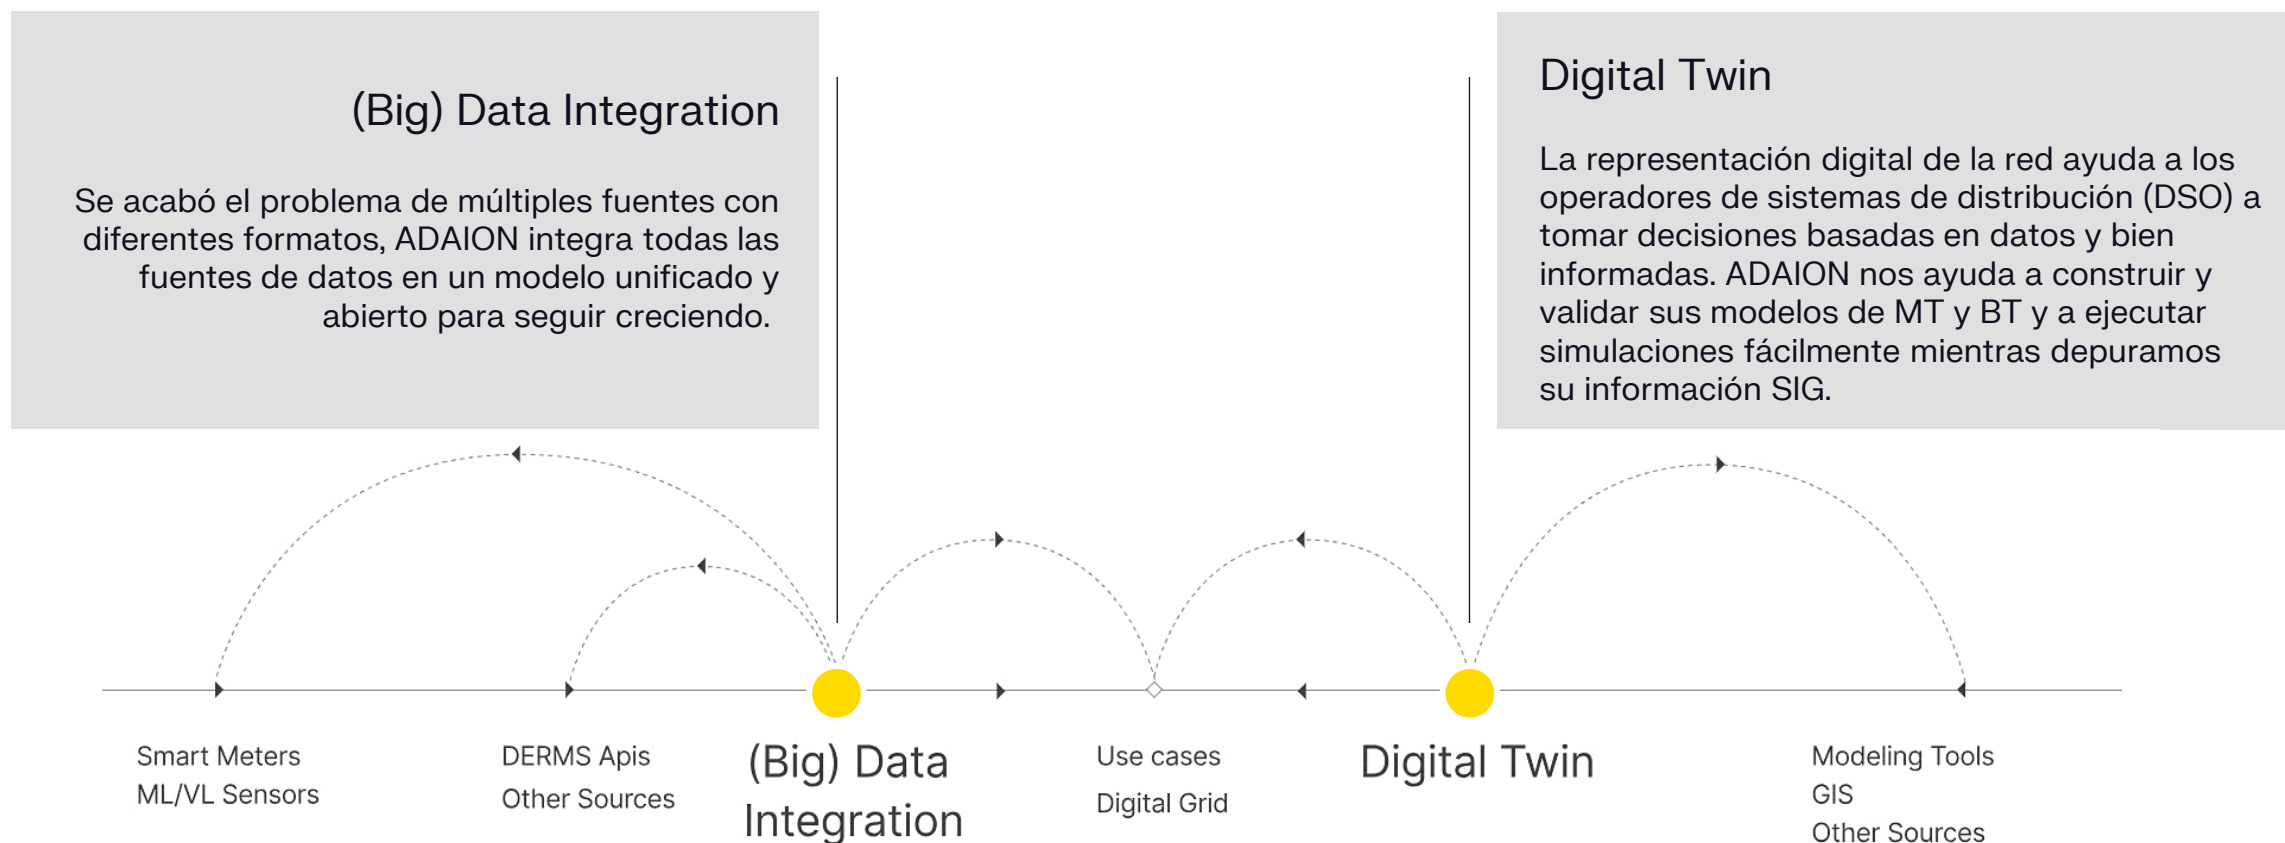 (Big) Data Integration
Se acabó el problema de múltiples fuentes con
diferentes formatos, ADAION integra todas las
fuentes de datos en un modelo unificado y
abierto para seguir creciendo.
Digital Twin
La representación digital de la red ayuda a los
operadores de sistemas de distribución (DSO) a
tomar decisiones basadas en datos y bien
informadas. ADAION nos ayuda a construir y
validar sus modelos de MT y BT y a ejecutar
simulaciones fácilmente mientras depuramos
su información SIG.
Smart Meters
ML/VL Sensors
DERMS Apis
Other Sources
(Big) Data
Integration
Use cases
Digital Grid
Digital Twin
Modeling Tools
GIS
Other Sources